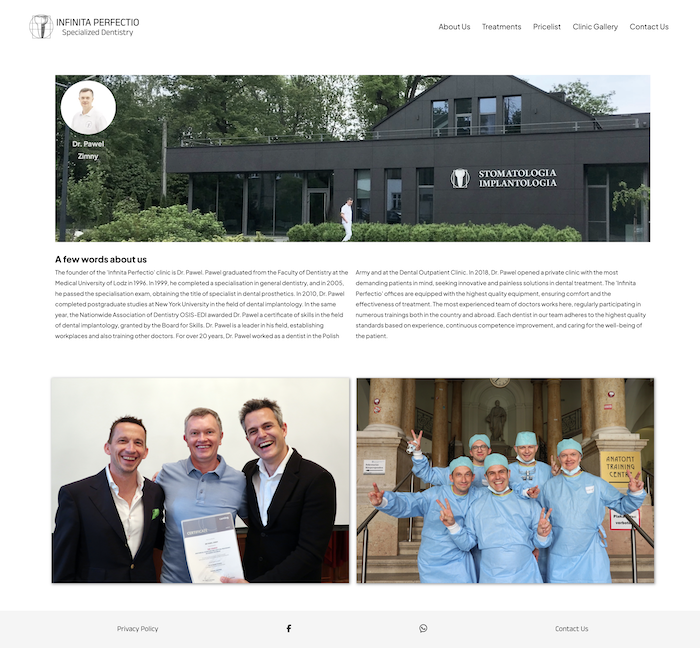 INFINITA PERFECTIO
Specialized Dentistry
About Us
Treatments
Pricelist
Clinic Gallery
Contact Us
Dr. Pawel
Zimny
STOMATOLOGIA
IMPLANTOLOGIA
A few words about us
The founder of the 'Infinita Perfectio' clinic is Dr. Pawel. Pawel graduated from the Faculty of Dentistry at the
Medical University of Lodz in 1996. In 1999, he completed a specialisation in general dentistry, and in 2005,
he passed the specialisation exam, obtaining the title of specialist in dental prosthetics. In 2010, Dr. Pawel
completed postgraduate studies at New York University in the field of dental implantology. In the same
year, the Nationwide Association of Dentistry OSIS-EDI awarded Dr. Pawel a certificate of skills in the field
of dental implantology, granted by the Board for Skills. Dr. Pawel is a leader in his field, establishing
workplaces and also training other doctors. For over 20 years, Dr. Pawel worked as a dentist in the Polish
Army and at the Dental Outpatient Clinic. In 2018, Dr. Pawel opened a private clinic with the most
demanding patients in mind, seeking innovative and painless solutions in dental treatment. The 'Infinita
Perfectio' offices are equipped with the highest quality equipment, ensuring comfort and the
effectiveness of treatment. The most experienced team of doctors works here, regularly participating in
numerous trainings both in the country and abroad. Each dentist in our team adheres to the highest quality
standards based on experience, continuous competence improvement, and caring for the well-being of
the patient.
ANATOMY
TRAINING
Privacy Policy
Contact Us